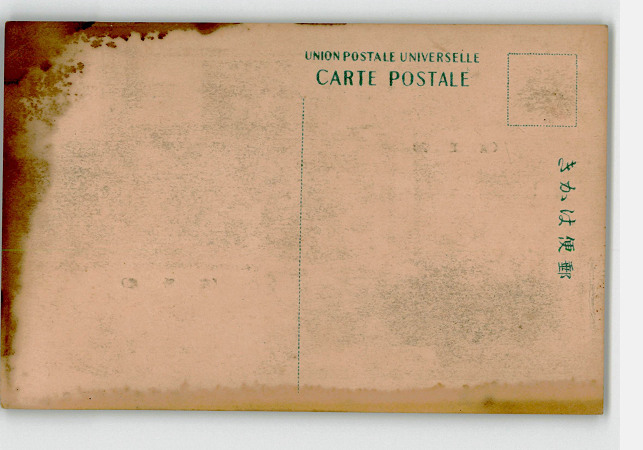 UNION POSTALE UNIVERSELLE
CARTE POSTALE
きかは便郵